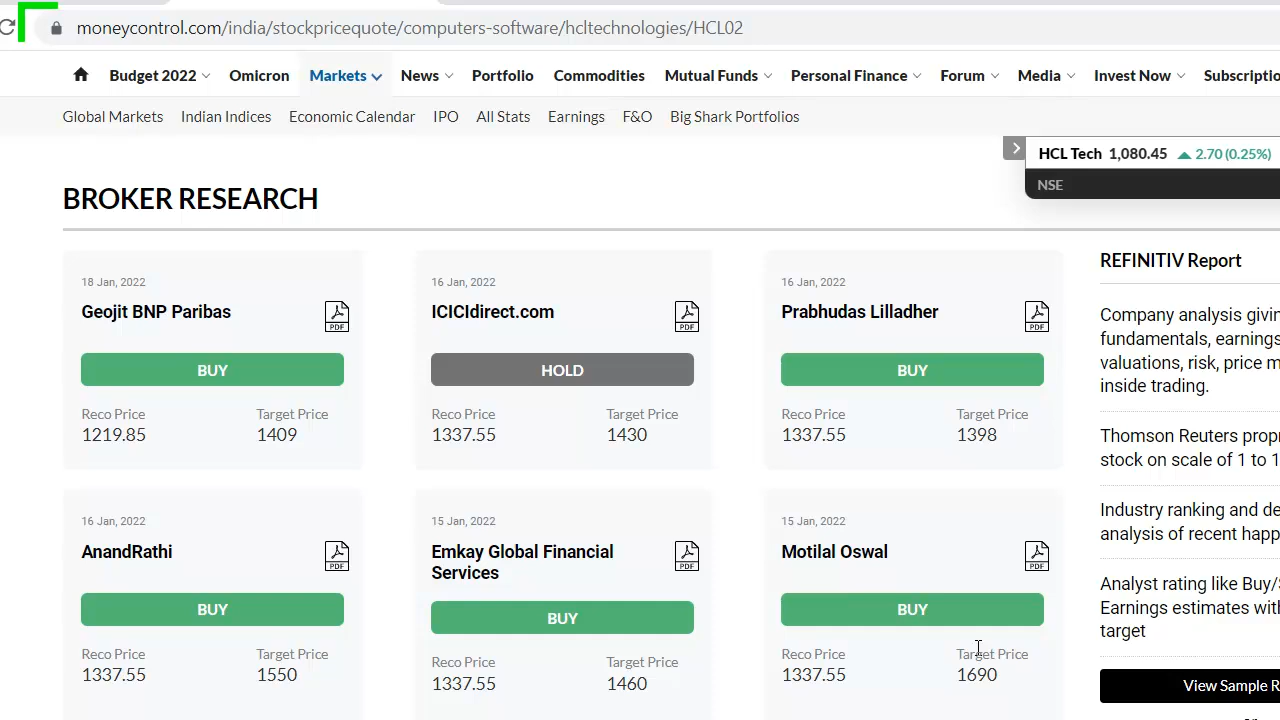 moneycontrol.com/india/stockpricequote/computers-software/hcltechnologies/HCL02
Budget 2022 Omicron Markets News Portfolio Commodities Mutual Funds Personal Finance Forum Media Invest Now Subscriptio
Global Markets Indian Indices Economic Calendar IPO All Stats Earnings F&O Big Shark Portfolios
HCL Tech 1,080.45 2.70 (0.25%)
NSE
BROKER RESEARCH
18 Jan, 2022
Geojit BNP Paribas
PDF
BUY
Reco Price Target Price
1219.85 1409
16 Jan, 2022
ICICIdirect.com
PDF
HOLD
Reco Price Target Price
1337.55 1430
16 Jan, 2022
Prabhudas Lilladher
PDF
BUY
Reco Price Target Price
1337.55 1398
16 Jan, 2022
AnandRathi
PDF
BUY
Reco Price Target Price
1337.55 1550
15 Jan, 2022
Emkay Global Financial
Services
PDF
BUY
Reco Price Target Price
1337.55 1460
15 Jan, 2022
Motilal Oswal
PDF
BUY
Reco Price Target Price
1337.55 1690
REFINITIV Report
Company analysis givin
fundamentals, earnings
valuations, risk, price m
inside trading.
Thomson Reuters propr
stock on scale of 1 to 1
Industry ranking and de
analysis of recent happ
Analyst rating like Buy/S
Earnings estimates with
target
View Sample R